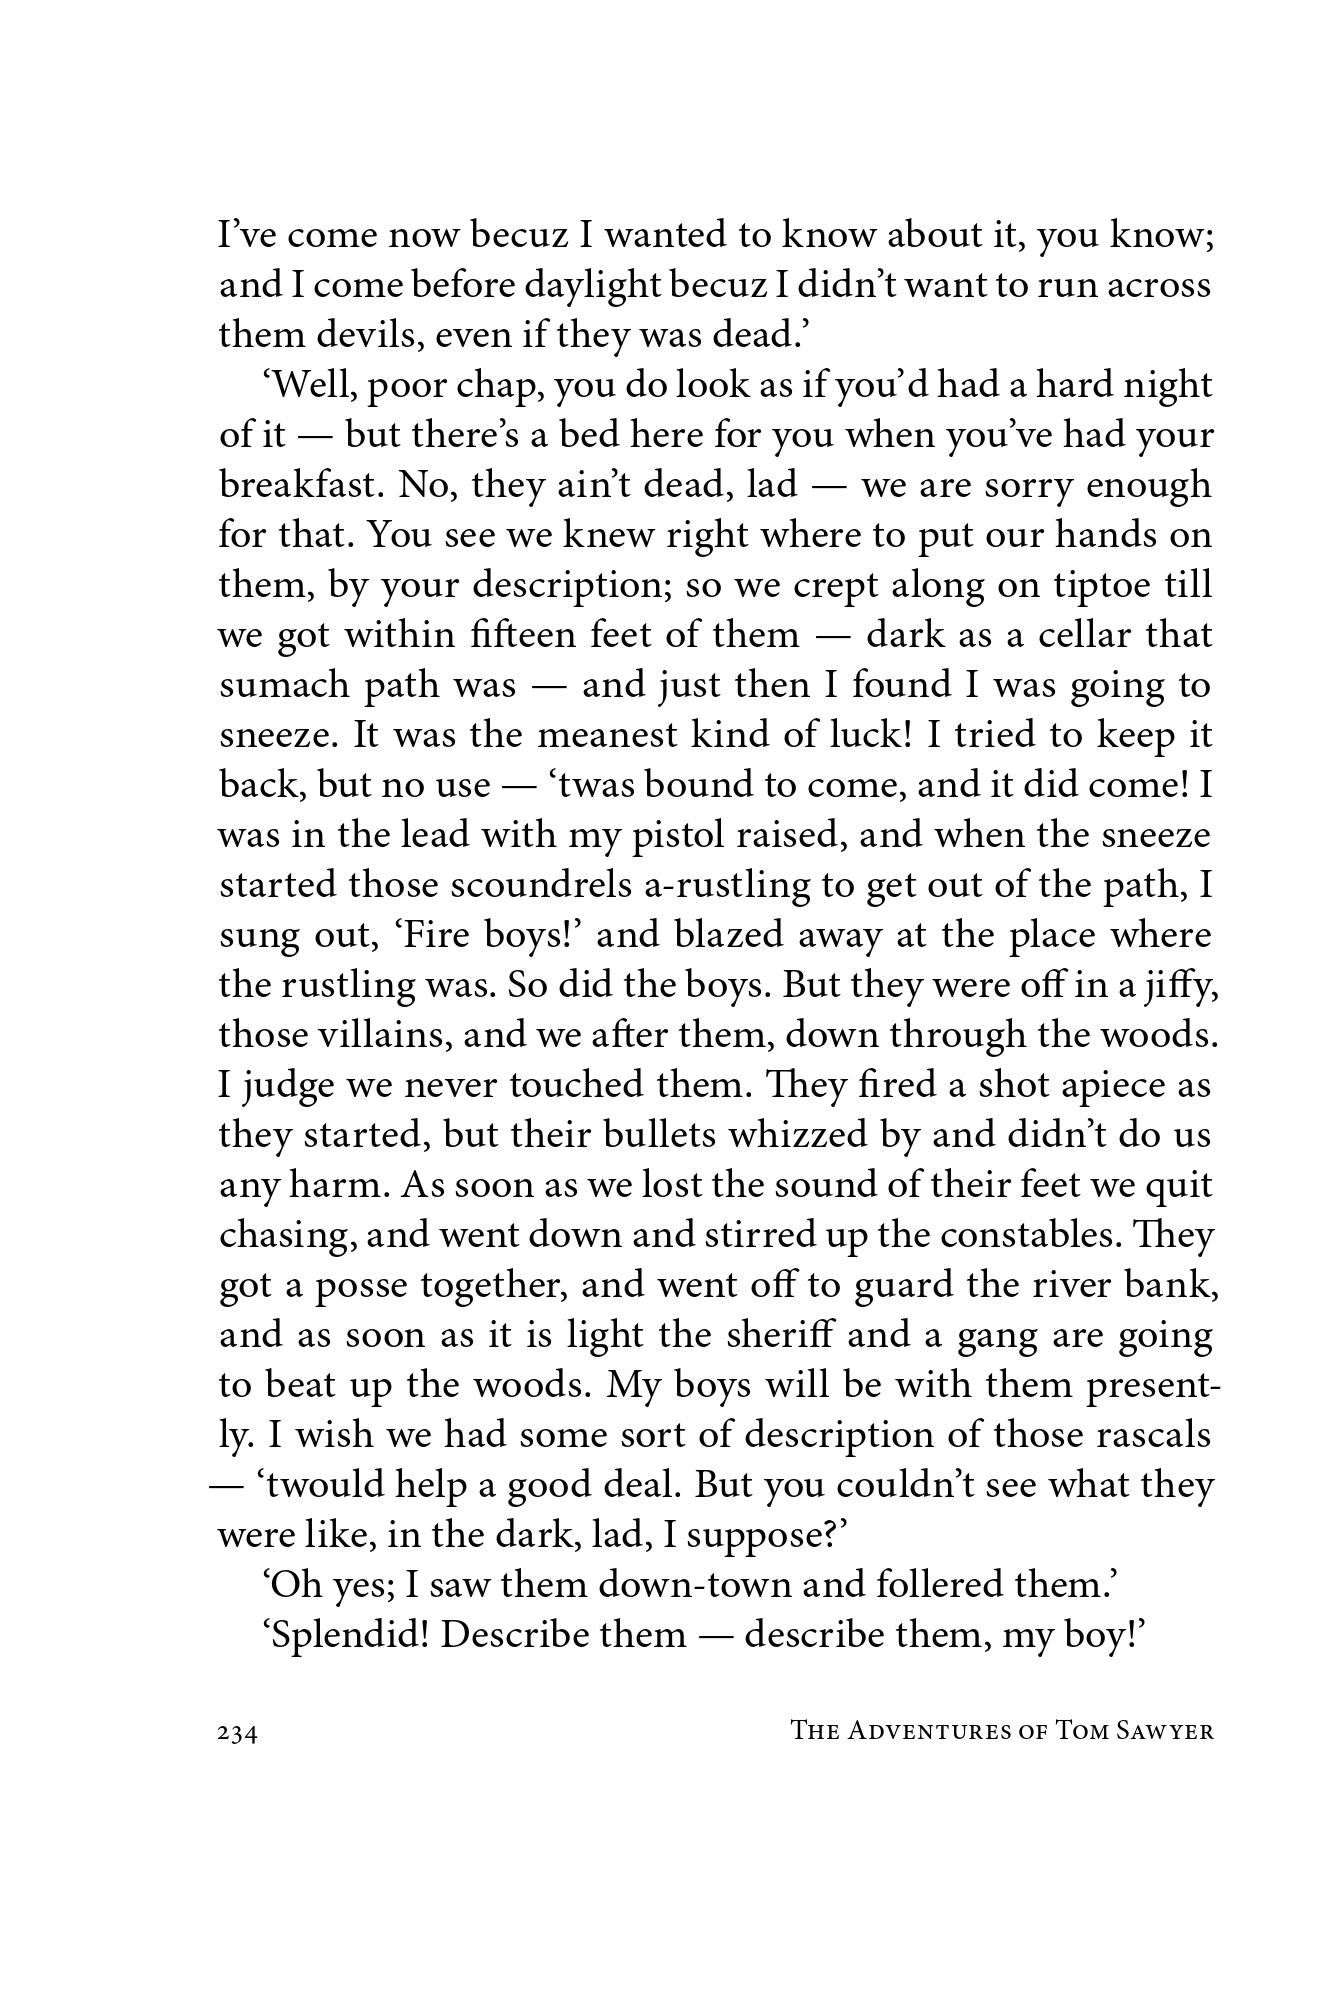 I’ve come now becuz I wanted to know about it, you know;
and I come before daylight becuz I didn’t want to run across
them devils, even if they was dead.’
‘Well, poor chap, you do look as if you’d had a hard night
of it — but there’s a bed here for you when you’ve had your
breakfast. No, they ain’t dead, lad — we are sorry enough
for that. You see we knew right where to put our hands on
them, by your description; so we crept along on tiptoe till
we got within fifteen feet of them — dark as a cellar that
sumach path was — and just then I found I was going to
sneeze. It was the meanest kind of luck! I tried to keep it
back, but no use — ‘twas bound to come, and it did come! I
was in the lead with my pistol raised, and when the sneeze
started those scoundrels a-rustling to get out of the path, I
sung out, ‘Fire boys!’ and blazed away at the place where
the rustling was. So did the boys. But they were off in a jiffy,
those villains, and we after them, down through the woods.
I judge we never touched them. They fired a shot apiece as
they started, but their bullets whizzed by and didn’t do us
any harm. As soon as we lost the sound of their feet we quit
chasing, and went down and stirred up the constables. They
got a posse together, and went off to guard the river bank,
and as soon as it is light the sheriff and a gang are going
to beat up the woods. My boys will be with them present-
ly. I wish we had some sort of description of those rascals
— ‘twould help a good deal. But you couldn’t see what they
were like, in the dark, lad, I suppose?’
‘Oh yes; I saw them down-town and follered them.’
‘Splendid! Describe them — describe them, my boy!’
234 The Adventures of Tom Sawyer